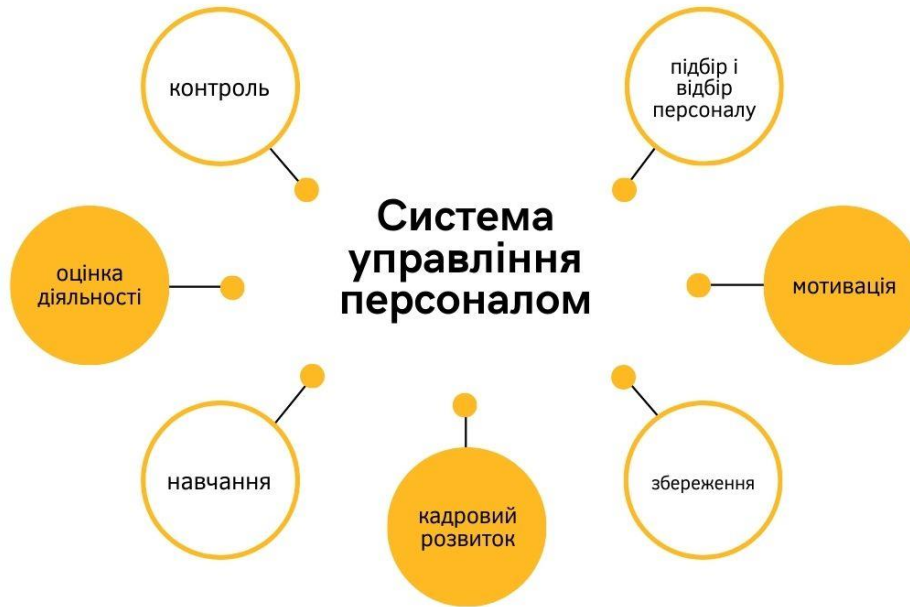 контроль
підбір і
відбір
персоналу
Система
управління
персоналом
оцінка
діяльності
мотивація
навчання
збереження
кадровий
розвиток